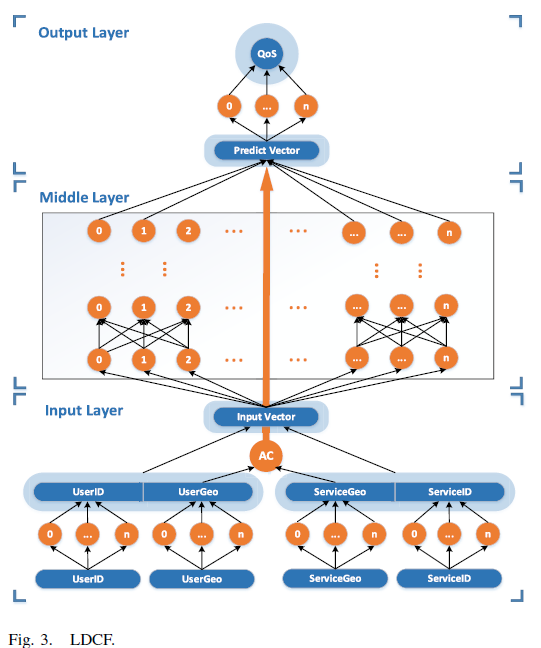 Output Layer
QoS
0 ... n
Predict Vector
Middle Layer
0 1 2 ... ... ... ... n
0 1 2 ... ... ... ... n
0 1 2 ... ... ... ... n
Input Layer
Input Vector
AC
UserID UserGeo ServiceGeo ServiceID
0 ... n 0 ... n 0 ... n 0 ... n
UserID UserGeo ServiceGeo ServiceID
Fig. 3. LDCF.